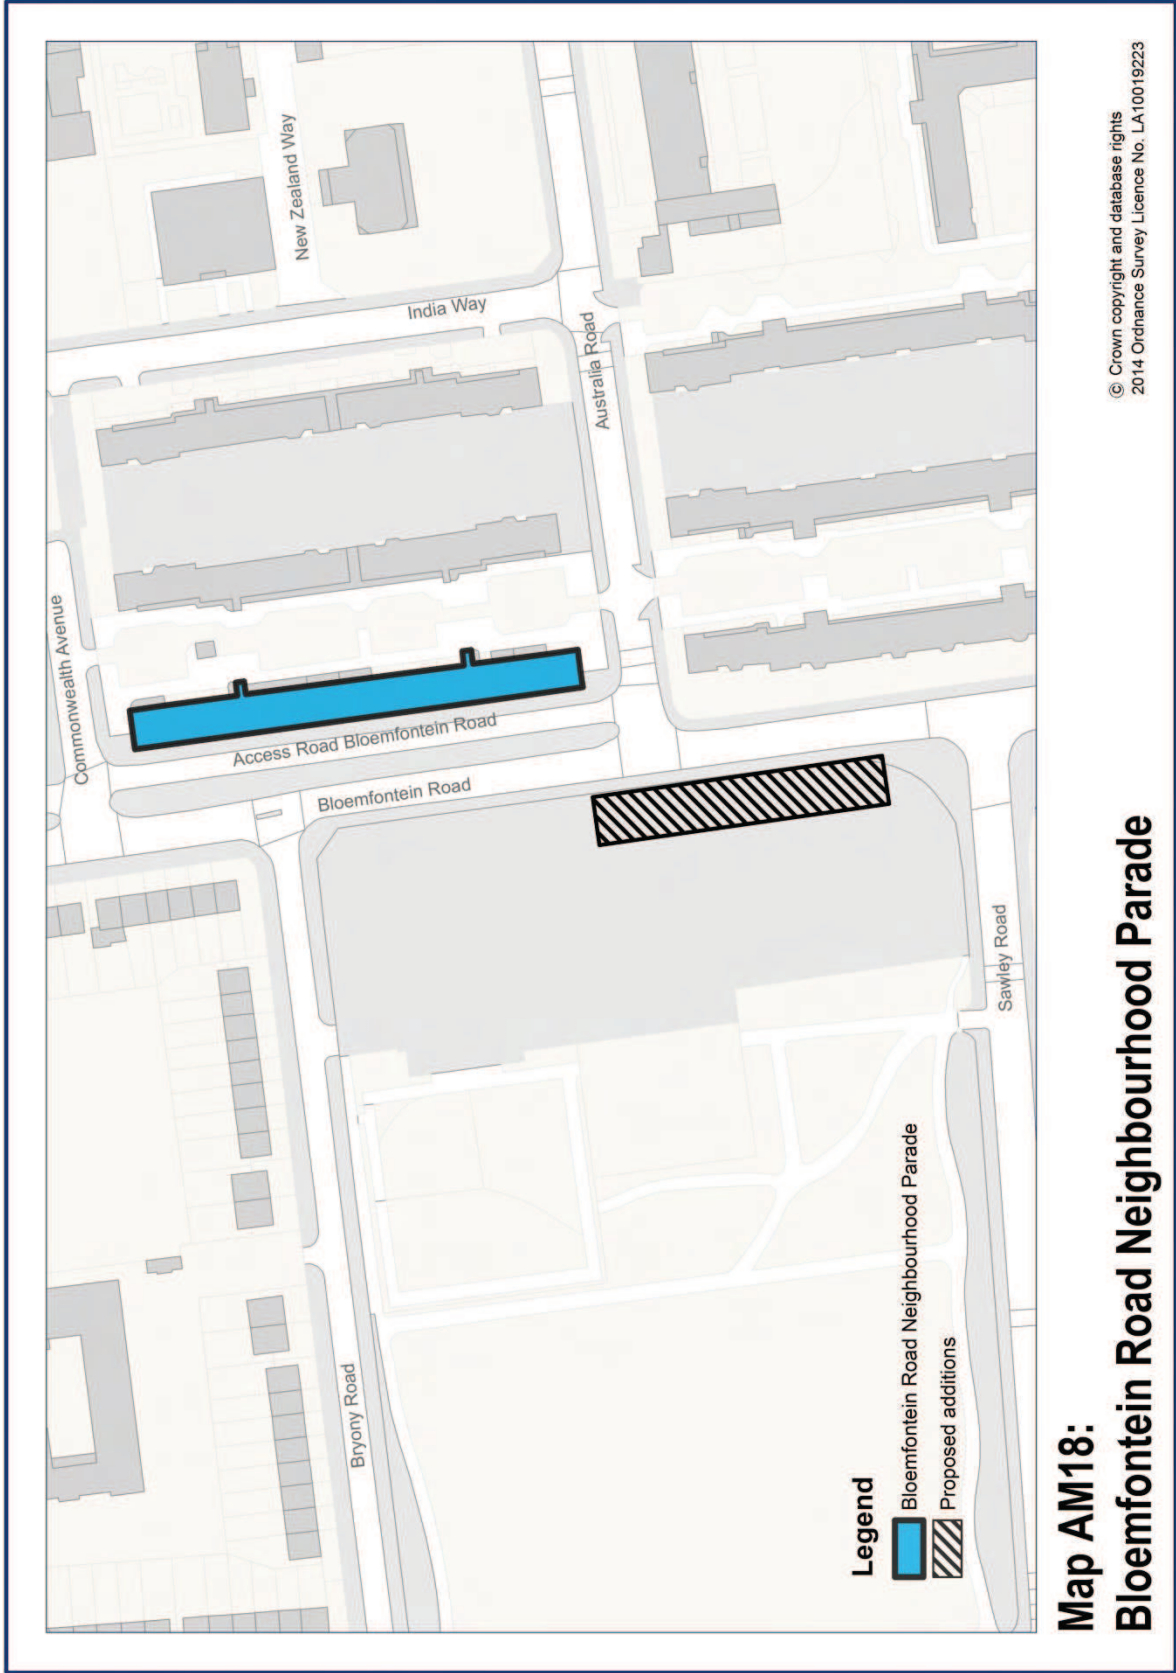 Commonwealth Avenue
New Zealand Way
India Way
Australia Road
Access Road Bloemfontein Road
Bloemfontein Road
Bryony Road
Sawley Road
Legend
Bloemfontein Road Neighbourhood Parade
Proposed additions
Map AM18:
Bloemfontein Road Neighbourhood Parade
© Crown copyright and database rights
2014 Ordnance Survey Licence No. LA10019223